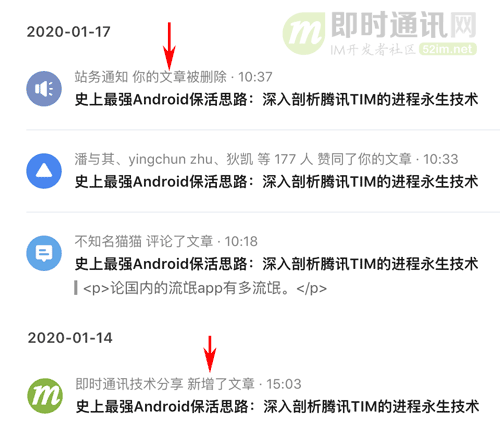 2020-01-17
即时通讯网
IM开发者社区 52im.net
站务通知 你的文章被删除 · 10:37
史上最强Android保活思路：深入剖析腾讯TIM的进程永生技术
潘与其、yingchun zhu、狄凯 等 177 人 赞同了你的文章 · 10:33
史上最强Android保活思路：深入剖析腾讯TIM的进程永生技术
不知名猫猫 评论了文章 · 10:18
史上最强Android保活思路：深入剖析腾讯TIM的进程永生技术
<p>论国内的流氓app有多流氓。</p>
2020-01-14
即时通讯技术分享 新增了文章 · 15:03
史上最强Android保活思路：深入剖析腾讯TIM的进程永生技术